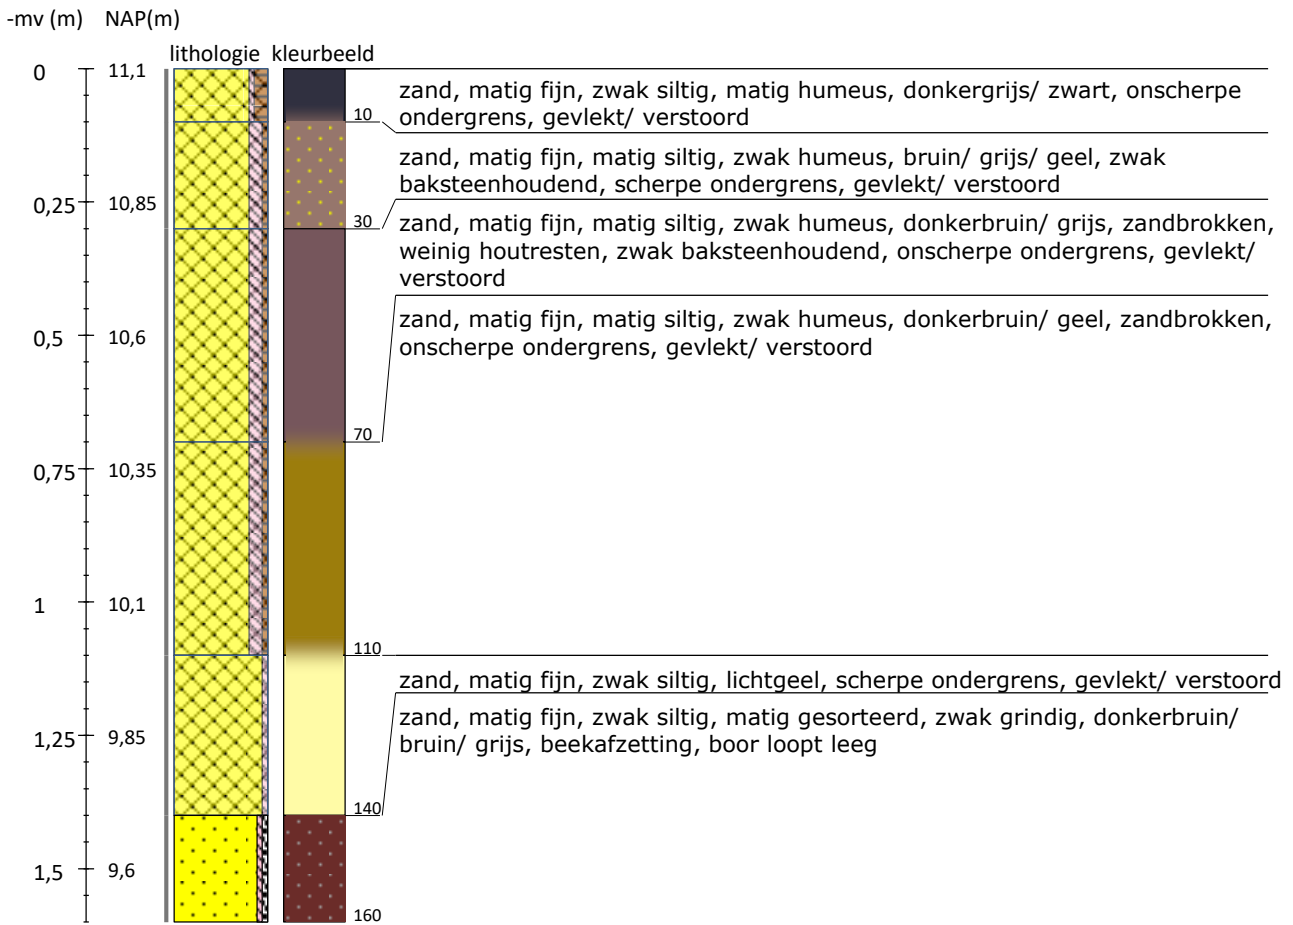 -mv (m) NAP(m)
lithologie kleurbeeld
0 11,1
zand, matig fijn, zwak siltig, matig humeus, donkergrijs/ zwart, onscherpe
ondergrens, gevlekt/ verstoord
10
zand, matig fijn, matig siltig, zwak humeus, bruin/ grijs/ geel, zwak
baksteenhoudend, scherpe ondergrens, gevlekt/ verstoord
0,25 10,85
30
zand, matig fijn, matig siltig, zwak humeus, donkerbruin/ grijs, zandbrokken,
weinig houtresten, zwak baksteenhoudend, onscherpe ondergrens, gevlekt/
verstoord
zand, matig fijn, matig siltig, zwak humeus, donkerbruin/ geel, zandbrokken,
onscherpe ondergrens, gevlekt/ verstoord
0,5 10,6
70
0,75 10,35
1 10,1
110
zand, matig fijn, zwak siltig, lichtgeel, scherpe ondergrens, gevlekt/ verstoord
zand, matig fijn, zwak siltig, matig gesorteerd, zwak grindig, donkerbruin/
bruin/ grijs, beekafzetting, boor loopt leeg
1,25 9,85
140
1,5 9,6
160